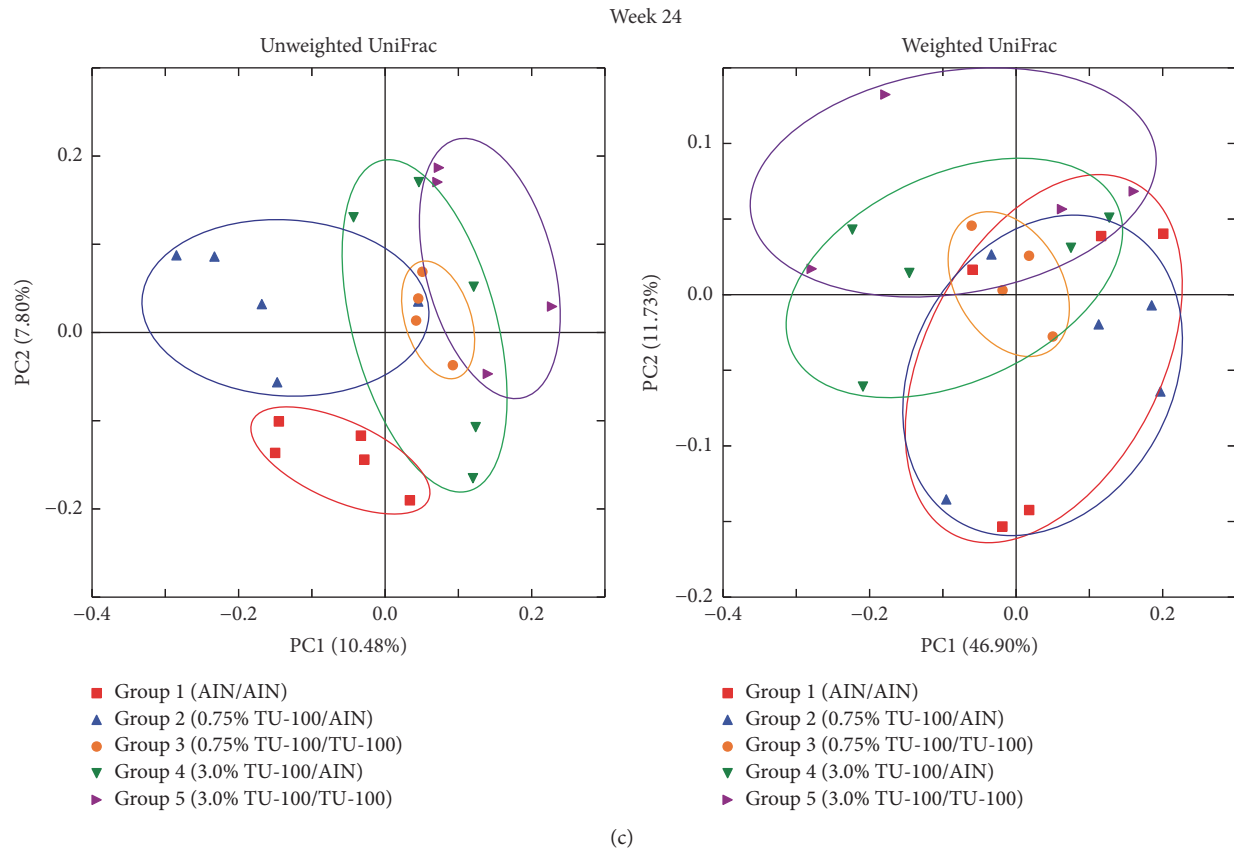 Week 24
Unweighted UniFrac
0.2
0.0
−0.2
−0.4
−0.2
0.0
0.2
PC2 (7.80%)
PC1 (10.48%)
Group 1 (AIN/AIN)
Group 2 (0.75% TU-100/AIN)
Group 3 (0.75% TU-100/TU-100)
Group 4 (3.0% TU-100/AIN)
Group 5 (3.0% TU-100/TU-100)
Weighted UniFrac
0.1
0.0
−0.1
−0.2
−0.4
−0.2
0.0
0.2
PC2 (11.73%)
PC1 (46.90%)
Group 1 (AIN/AIN)
Group 2 (0.75% TU-100/AIN)
Group 3 (0.75% TU-100/TU-100)
Group 4 (3.0% TU-100/AIN)
Group 5 (3.0% TU-100/TU-100)
(c)